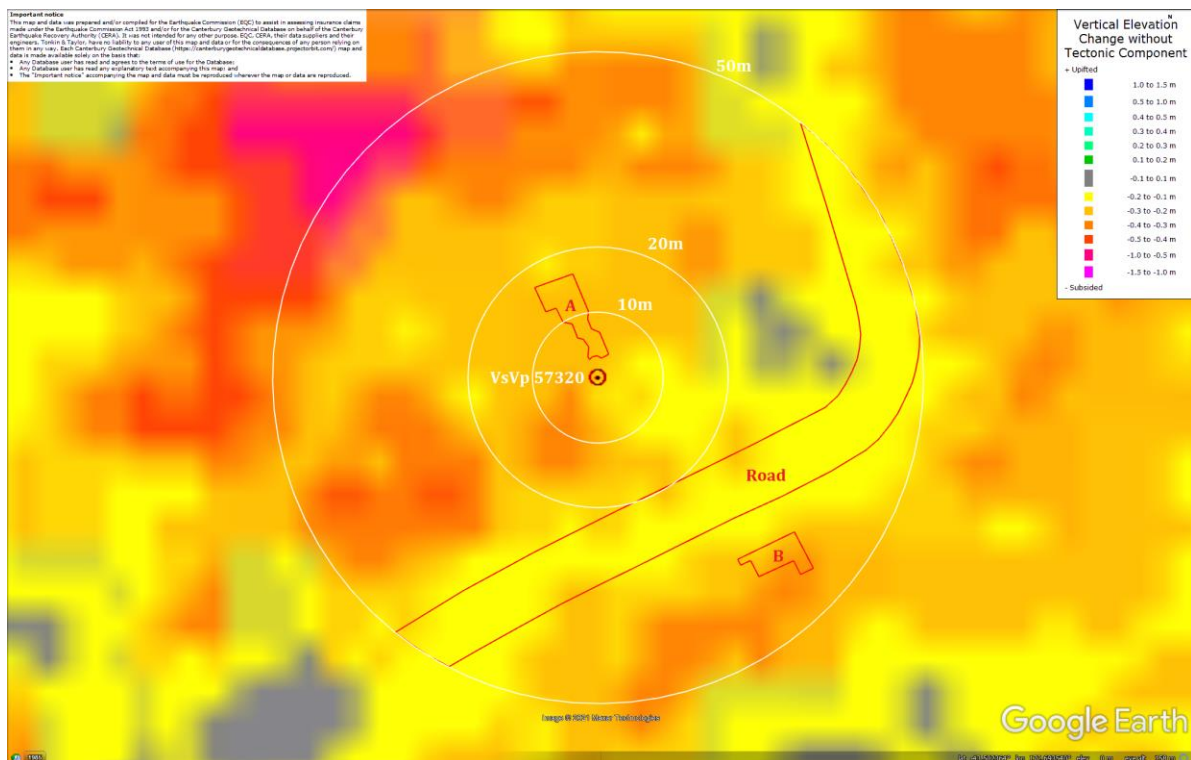 Important notice
This map and data was prepared and/or compiled for the Earthquake Commission (EQC) to assist in assessing insurance claims
made under the Earthquake Commission Act 1993 and/or for the Canterbury Geotechnical Database on behalf of the Canterbury
Earthquake Recovery Authority (CERA). It was not intended for any other purpose. EQC, CERA, their data suppliers and their
engineers, Tonkin & Taylor, have no liability to any user of this map and data or for the consequences of any person relying on
them in any way. Each Canterbury Geotechnical Database (https://canterburygeotechnicaldatabase.projectorbit.com/) map and
data is made available solely on the basis that:
• Any Database user has read and agrees to the terms of use for the Database;
• Any Database user has read any explanatory text accompanying this map; and
• The "Important notice" accompanying the map and data must be reproduced wherever the map or data are reproduced.
N
Vertical Elevation
Change without
Tectonic Component
+ Uplifted
1.0 to 1.5 m
0.5 to 1.0 m
0.4 to 0.5 m
0.3 to 0.4 m
0.2 to 0.3 m
0.1 to 0.2 m
-0.1 to 0.1 m
-0.2 to -0.1 m
-0.3 to -0.2 m
-0.4 to -0.3 m
-0.5 to -0.4 m
-1.0 to -0.5 m
-1.5 to -1.0 m
- Subsided
50m
20m
10m
A
VsVp 57320
Road
B
Image © 2021 Maxar Technologies
Google Earth